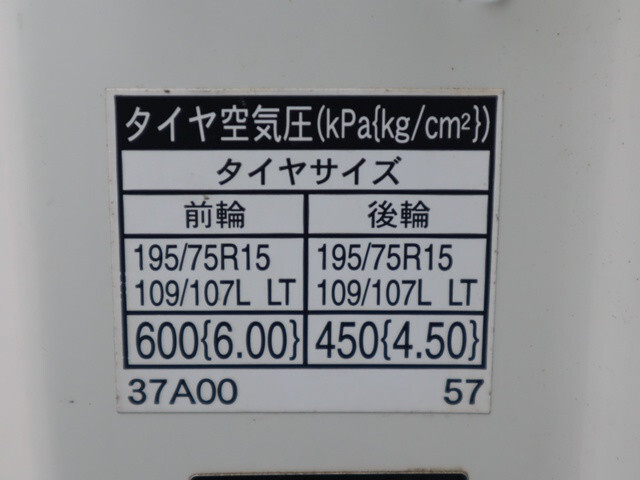 タイヤ空気圧(kPa{kg/cm²})
タイヤサイズ
前輪 後輪
195/75R15 195/75R15
109/107L LT 109/107L LT
600{6.00} 450{4.50}
37A00 57